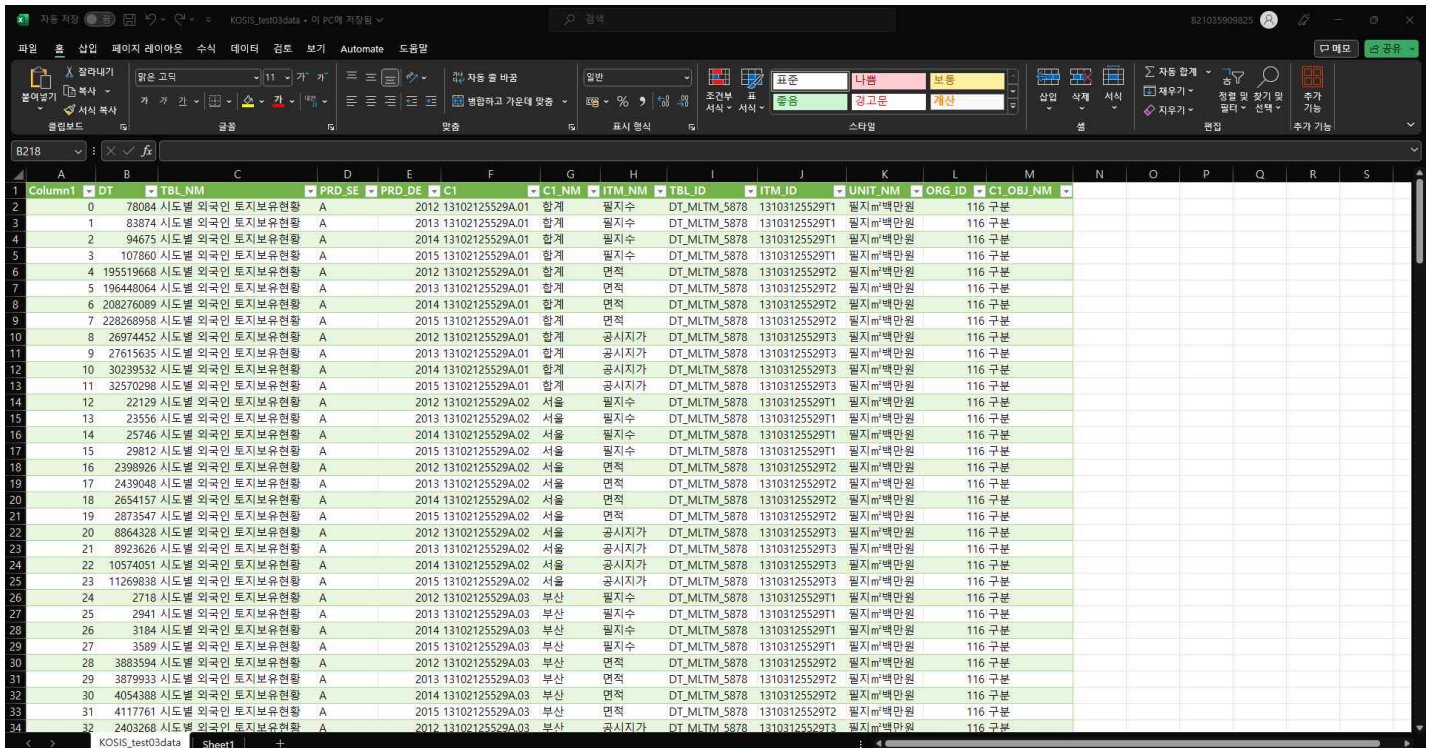 자동 저장 끔 KOSIS_test03data • 이 PC에 저장됨 검색 821035909825
파일 홈 삽입 페이지 레이아웃 수식 데이터 검토 보기 Automate 도움말 메모 공유
붙여넣기 잘라내기 복사 서식 복사 맑은 고딕 11 가 가 가 자동 줄 바꿈 병합하고 가운데 맞춤 일반 조건부 서식 표 서식 표준 나쁨 보통 좋음 경고문 계산 삽입 삭제 서식 자동 합계 채우기 지우기 정렬 및 필터 찾기 및 선택 추가 기능
클립보드 글꼴 맞춤 표시 형식 스타일 셀 편집 추가 기능
B218 fx
A B C D E F G H I J K L M N O P Q R S
1 Column1 DT TBL_NM PRD_SE PRD_DE C1 C1_NM ITM_NM TBL_ID ITM_ID UNIT_NM ORG_ID C1_OBJ_NM
2 0 78084 시도별 외국인 토지보유현황 A 2012 13102125529A.01 합계 필지수 DT_MLTM_5878 13103125529T1 필지㎡백만원 116 구분
3 1 83874 시도별 외국인 토지보유현황 A 2013 13102125529A.01 합계 필지수 DT_MLTM_5878 13103125529T1 필지㎡백만원 116 구분
4 2 94675 시도별 외국인 토지보유현황 A 2014 13102125529A.01 합계 필지수 DT_MLTM_5878 13103125529T1 필지㎡백만원 116 구분
5 3 107860 시도별 외국인 토지보유현황 A 2015 13102125529A.01 합계 필지수 DT_MLTM_5878 13103125529T1 필지㎡백만원 116 구분
6 4 195519668 시도별 외국인 토지보유현황 A 2012 13102125529A.01 합계 면적 DT_MLTM_5878 13103125529T2 필지㎡백만원 116 구분
7 5 196448064 시도별 외국인 토지보유현황 A 2013 13102125529A.01 합계 면적 DT_MLTM_5878 13103125529T2 필지㎡백만원 116 구분
8 6 208276089 시도별 외국인 토지보유현황 A 2014 13102125529A.01 합계 면적 DT_MLTM_5878 13103125529T2 필지㎡백만원 116 구분
9 7 228268958 시도별 외국인 토지보유현황 A 2015 13102125529A.01 합계 면적 DT_MLTM_5878 13103125529T2 필지㎡백만원 116 구분
10 8 26974452 시도별 외국인 토지보유현황 A 2012 13102125529A.01 합계 공시지가 DT_MLTM_5878 13103125529T3 필지㎡백만원 116 구분
11 9 27615635 시도별 외국인 토지보유현황 A 2013 13102125529A.01 합계 공시지가 DT_MLTM_5878 13103125529T3 필지㎡백만원 116 구분
12 10 30239532 시도별 외국인 토지보유현황 A 2014 13102125529A.01 합계 공시지가 DT_MLTM_5878 13103125529T3 필지㎡백만원 116 구분
13 11 32570298 시도별 외국인 토지보유현황 A 2015 13102125529A.01 합계 공시지가 DT_MLTM_5878 13103125529T3 필지㎡백만원 116 구분
14 12 22129 시도별 외국인 토지보유현황 A 2012 13102125529A.02 서울 필지수 DT_MLTM_5878 13103125529T1 필지㎡백만원 116 구분
15 13 23556 시도별 외국인 토지보유현황 A 2013 13102125529A.02 서울 필지수 DT_MLTM_5878 13103125529T1 필지㎡백만원 116 구분
16 14 25746 시도별 외국인 토지보유현황 A 2014 13102125529A.02 서울 필지수 DT_MLTM_5878 13103125529T1 필지㎡백만원 116 구분
17 15 29812 시도별 외국인 토지보유현황 A 2015 13102125529A.02 서울 필지수 DT_MLTM_5878 13103125529T1 필지㎡백만원 116 구분
18 16 2398926 시도별 외국인 토지보유현황 A 2012 13102125529A.02 서울 면적 DT_MLTM_5878 13103125529T2 필지㎡백만원 116 구분
19 17 2439048 시도별 외국인 토지보유현황 A 2013 13102125529A.02 서울 면적 DT_MLTM_5878 13103125529T2 필지㎡백만원 116 구분
20 18 2654157 시도별 외국인 토지보유현황 A 2014 13102125529A.02 서울 면적 DT_MLTM_5878 13103125529T2 필지㎡백만원 116 구분
21 19 2873547 시도별 외국인 토지보유현황 A 2015 13102125529A.02 서울 면적 DT_MLTM_5878 13103125529T2 필지㎡백만원 116 구분
22 20 8864328 시도별 외국인 토지보유현황 A 2012 13102125529A.02 서울 공시지가 DT_MLTM_5878 13103125529T3 필지㎡백만원 116 구분
23 21 8923626 시도별 외국인 토지보유현황 A 2013 13102125529A.02 서울 공시지가 DT_MLTM_5878 13103125529T3 필지㎡백만원 116 구분
24 22 10574051 시도별 외국인 토지보유현황 A 2014 13102125529A.02 서울 공시지가 DT_MLTM_5878 13103125529T3 필지㎡백만원 116 구분
25 23 11269838 시도별 외국인 토지보유현황 A 2015 13102125529A.02 서울 공시지가 DT_MLTM_5878 13103125529T3 필지㎡백만원 116 구분
26 24 2718 시도별 외국인 토지보유현황 A 2012 13102125529A.03 부산 필지수 DT_MLTM_5878 13103125529T1 필지㎡백만원 116 구분
27 25 2941 시도별 외국인 토지보유현황 A 2013 13102125529A.03 부산 필지수 DT_MLTM_5878 13103125529T1 필지㎡백만원 116 구분
28 26 3184 시도별 외국인 토지보유현황 A 2014 13102125529A.03 부산 필지수 DT_MLTM_5878 13103125529T1 필지㎡백만원 116 구분
29 27 3589 시도별 외국인 토지보유현황 A 2015 13102125529A.03 부산 필지수 DT_MLTM_5878 13103125529T1 필지㎡백만원 116 구분
30 28 3883594 시도별 외국인 토지보유현황 A 2012 13102125529A.03 부산 면적 DT_MLTM_5878 13103125529T2 필지㎡백만원 116 구분
31 29 3879933 시도별 외국인 토지보유현황 A 2013 13102125529A.03 부산 면적 DT_MLTM_5878 13103125529T2 필지㎡백만원 116 구분
32 30 4054388 시도별 외국인 토지보유현황 A 2014 13102125529A.03 부산 면적 DT_MLTM_5878 13103125529T2 필지㎡백만원 116 구분
33 31 4117761 시도별 외국인 토지보유현황 A 2015 13102125529A.03 부산 면적 DT_MLTM_5878 13103125529T2 필지㎡백만원 116 구분
34 32 2403268 시도별 외국인 토지보유현황 A 2012 13102125529A.03 부산 공시지가 DT_MLTM_5878 13103125529T3 필지㎡백만원 116 구분
KOSIS_test03data Sheet1